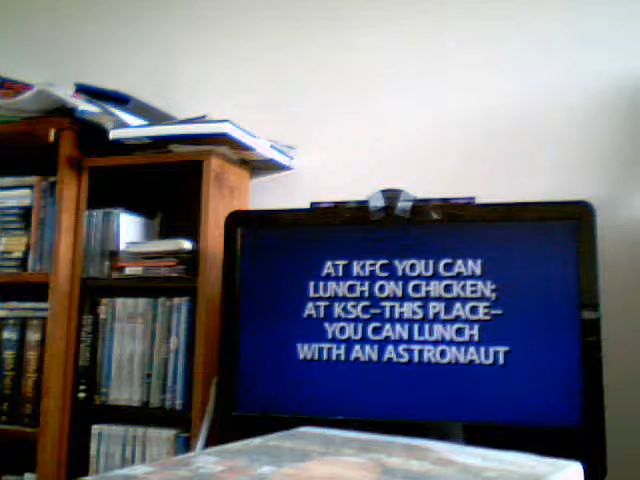 AT KFC YOU CAN
LUNCH ON CHICKEN;
AT KSC–THIS PLACE–
YOU CAN LUNCH
WITH AN ASTRONAUT